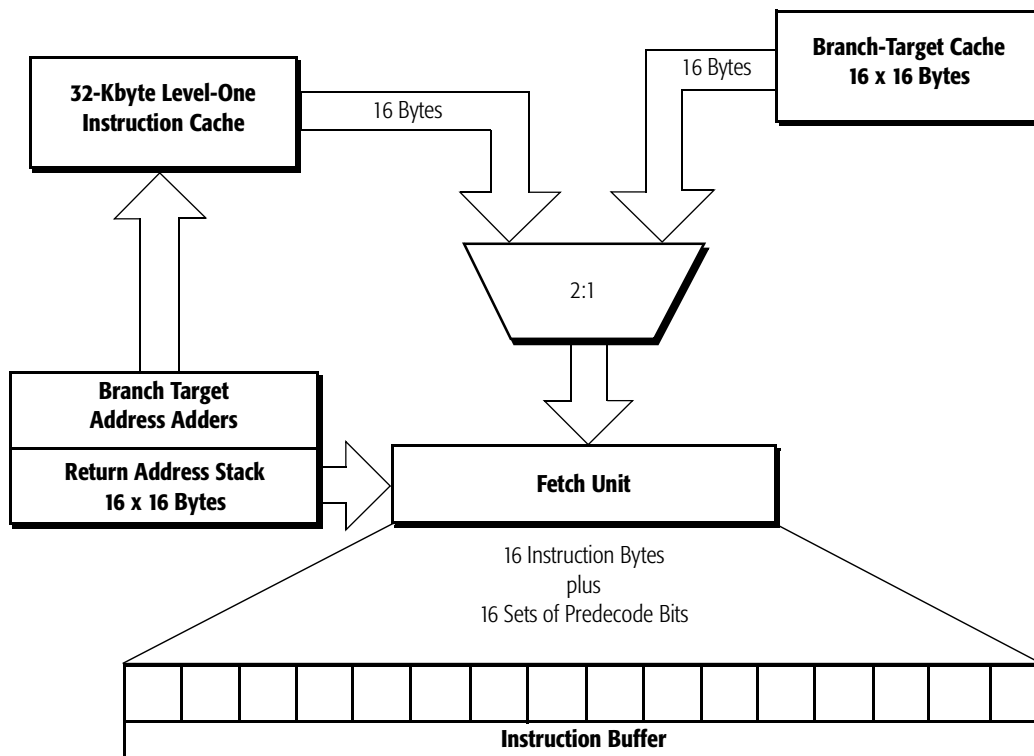 32-Kbyte Level-One
Instruction Cache
16 Bytes
16 Bytes
Branch-Target Cache
16 x 16 Bytes
2:1
Branch Target
Address Adders
Return Address Stack
16 x 16 Bytes
Fetch Unit
16 Instruction Bytes
plus
16 Sets of Predecode Bits
Instruction Buffer